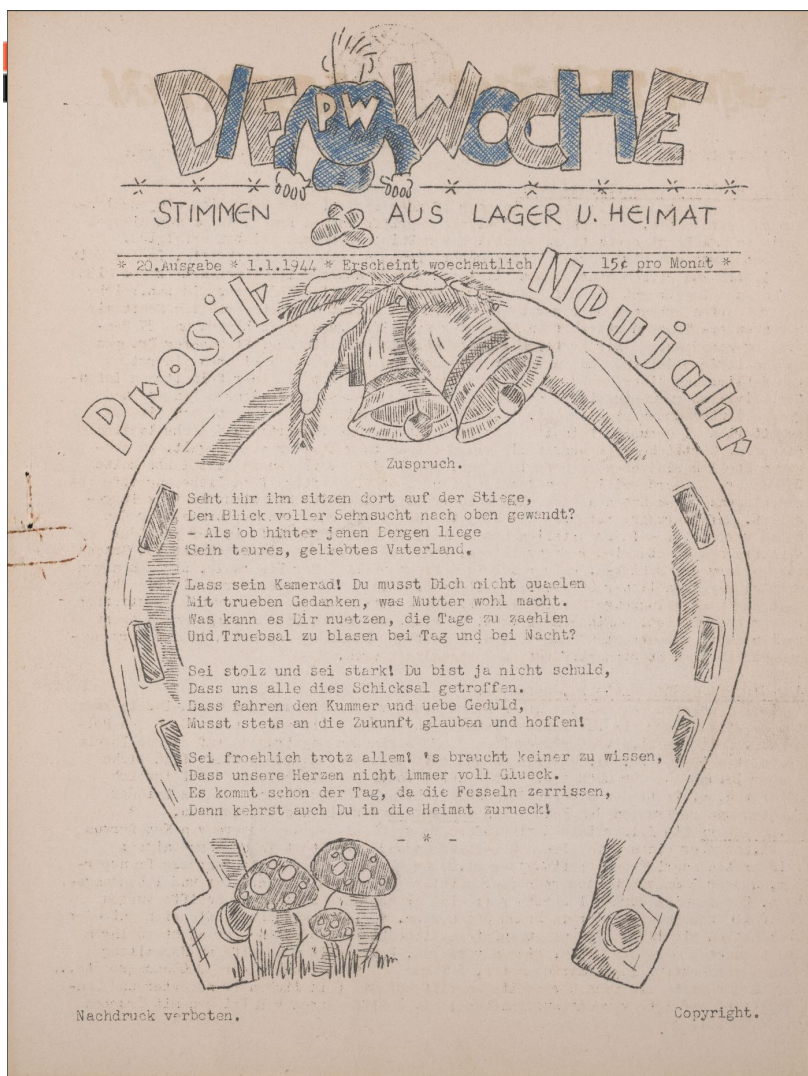 DIE PW WOCHE
STIMMEN AUS LAGER U. HEIMAT
* 20.Ausgabe * 1.1.1944 * Erscheint woechentlich 15¢ pro Monat *
Prosit Neujahr
Zuspruch.
Seht ihr ihn sitzen dort auf der Stiege,
Den Blick voller Sehnsucht nach oben gewandt?
- Als ob hinter jenen Bergen liege
Sein teures, geliebtes Vaterland.
Lass sein Kamerad! Du musst Dich nicht quaelen
Mit trueben Gedanken, was Mutter wohl macht.
Was kann es Dir nuetzen, die Tage zu zaehlen
Und Truebsal zu blasen bei Tag und bei Nacht?
Sei stolz und sei stark! Du bist ja nicht schuld,
Dass uns alle dies Schicksal getroffen.
Lass fahren den Kummer und uebe Geduld,
Musst stets an die Zukunft glauben und hoffen!
Sei froehlich trotz allem! 's braucht keiner zu wissen,
Dass unsere Herzen nicht immer voll Glueck.
Es kommt schon der Tag, da die Fesseln zerrissen,
Dann kehrst auch Du in die Heimat zurueck!
- * -
Nachdruck verboten. Copyright.